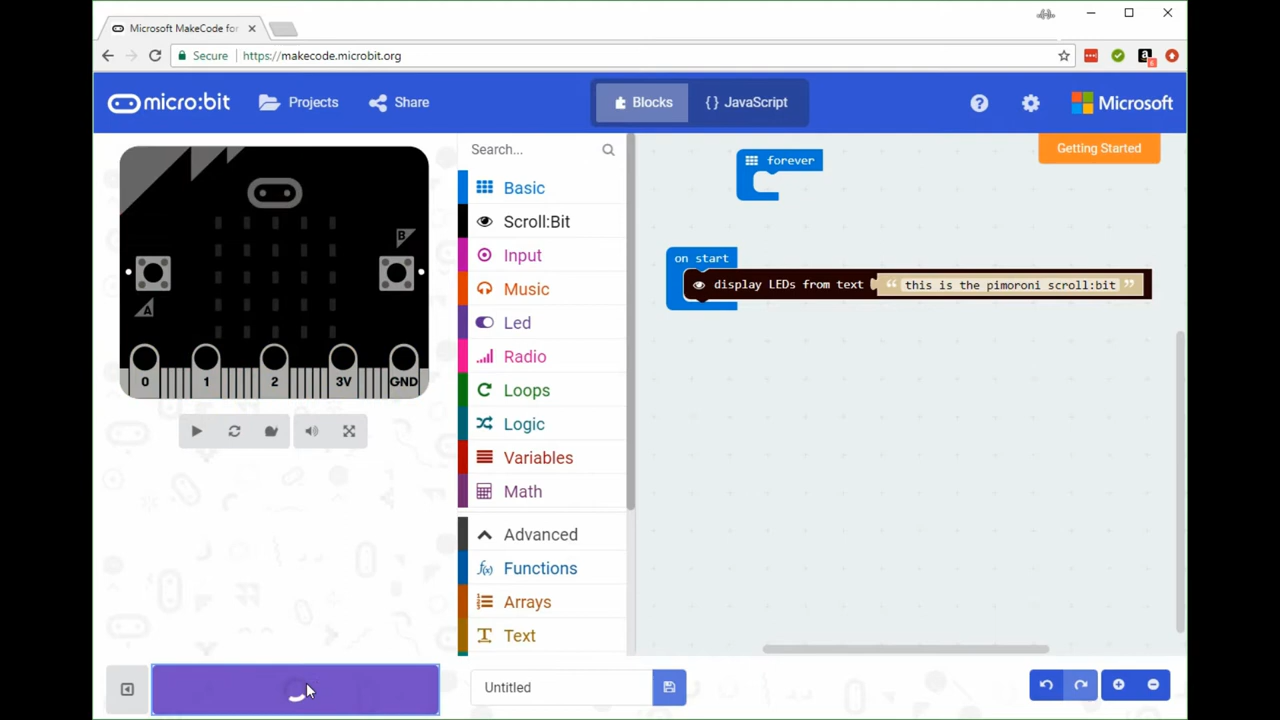 Microsoft MakeCode for
Secure https://makecode.microbit.org
a
6
micro:bit Projects Share Blocks {} JavaScript ? Microsoft
Getting Started
Search...
Basic
Scroll:Bit
Input
Music
Led
Radio
Loops
Logic
Variables
Math
Advanced
f(x) Functions
Arrays
T Text
B
A
0 1 2 3V GND
forever
on start
display LEDs from text “ this is the pimoroni scroll:bit ”
Untitled